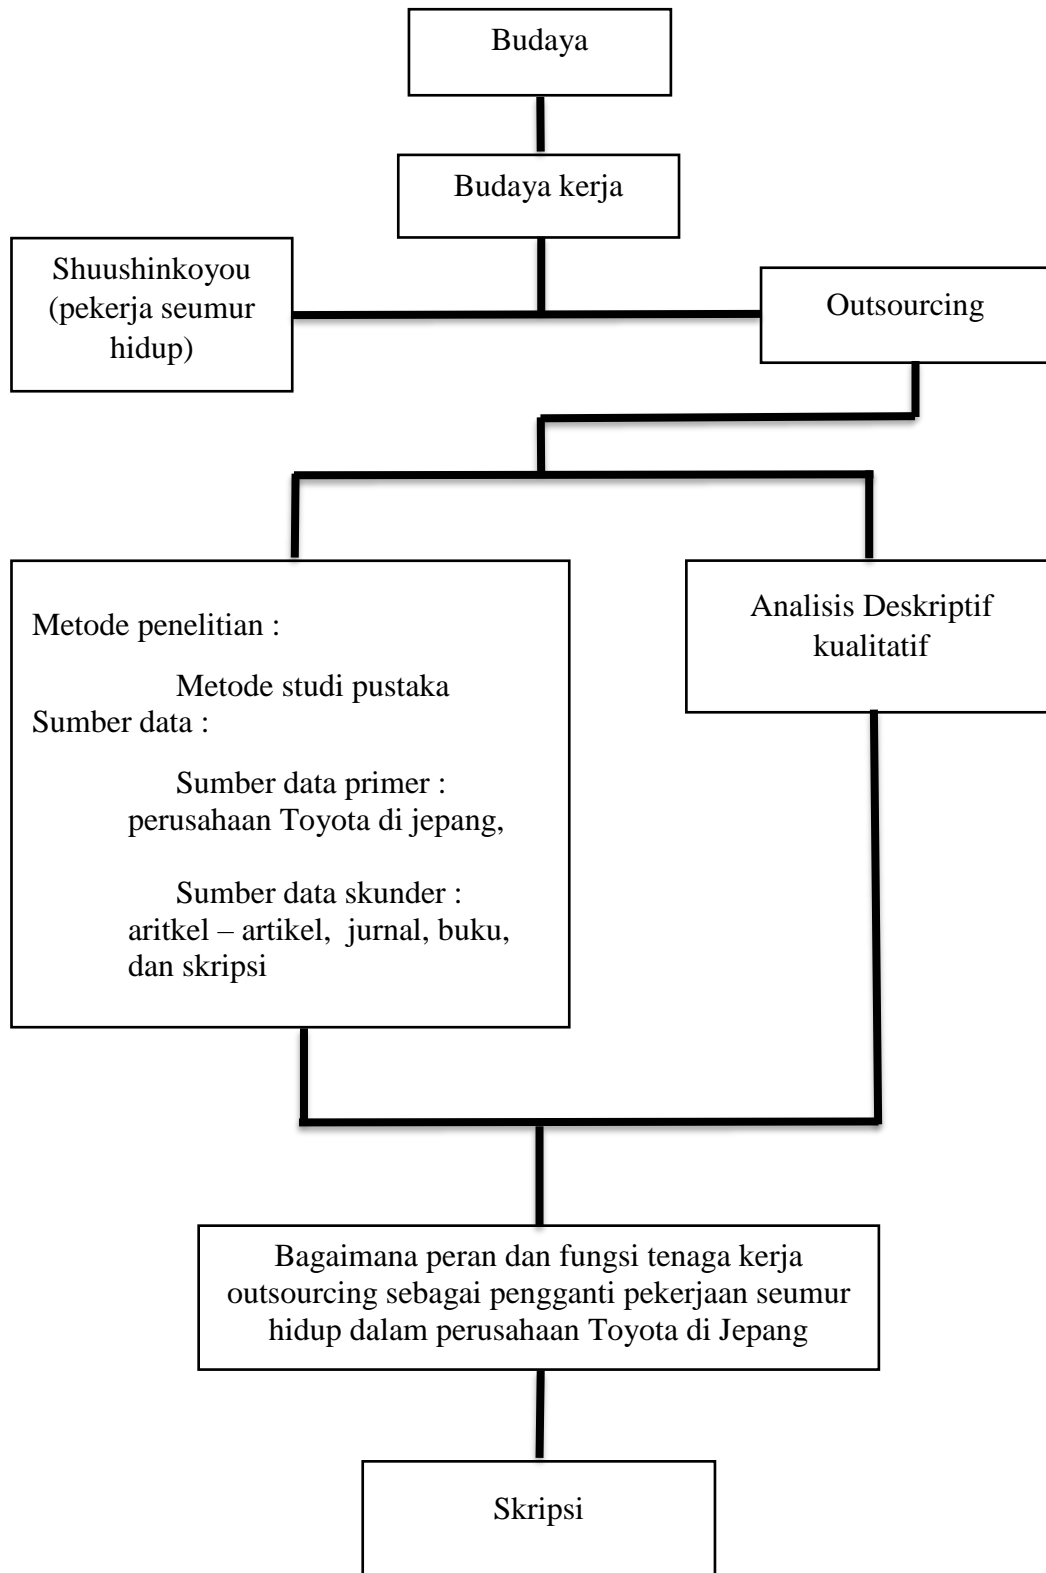 Budaya
Budaya kerja
Shuushinkoyou
(pekerja seumur
hidup)
Outsourcing
Metode penelitian :
Metode studi pustaka
Sumber data :
Sumber data primer :
perusahaan Toyota di jepang,
Sumber data skunder :
aritkel – artikel, jurnal, buku,
dan skripsi
Analisis Deskriptif
kualitatif
Bagaimana peran dan fungsi tenaga kerja
outsourcing sebagai pengganti pekerjaan seumur
hidup dalam perusahaan Toyota di Jepang
Skripsi